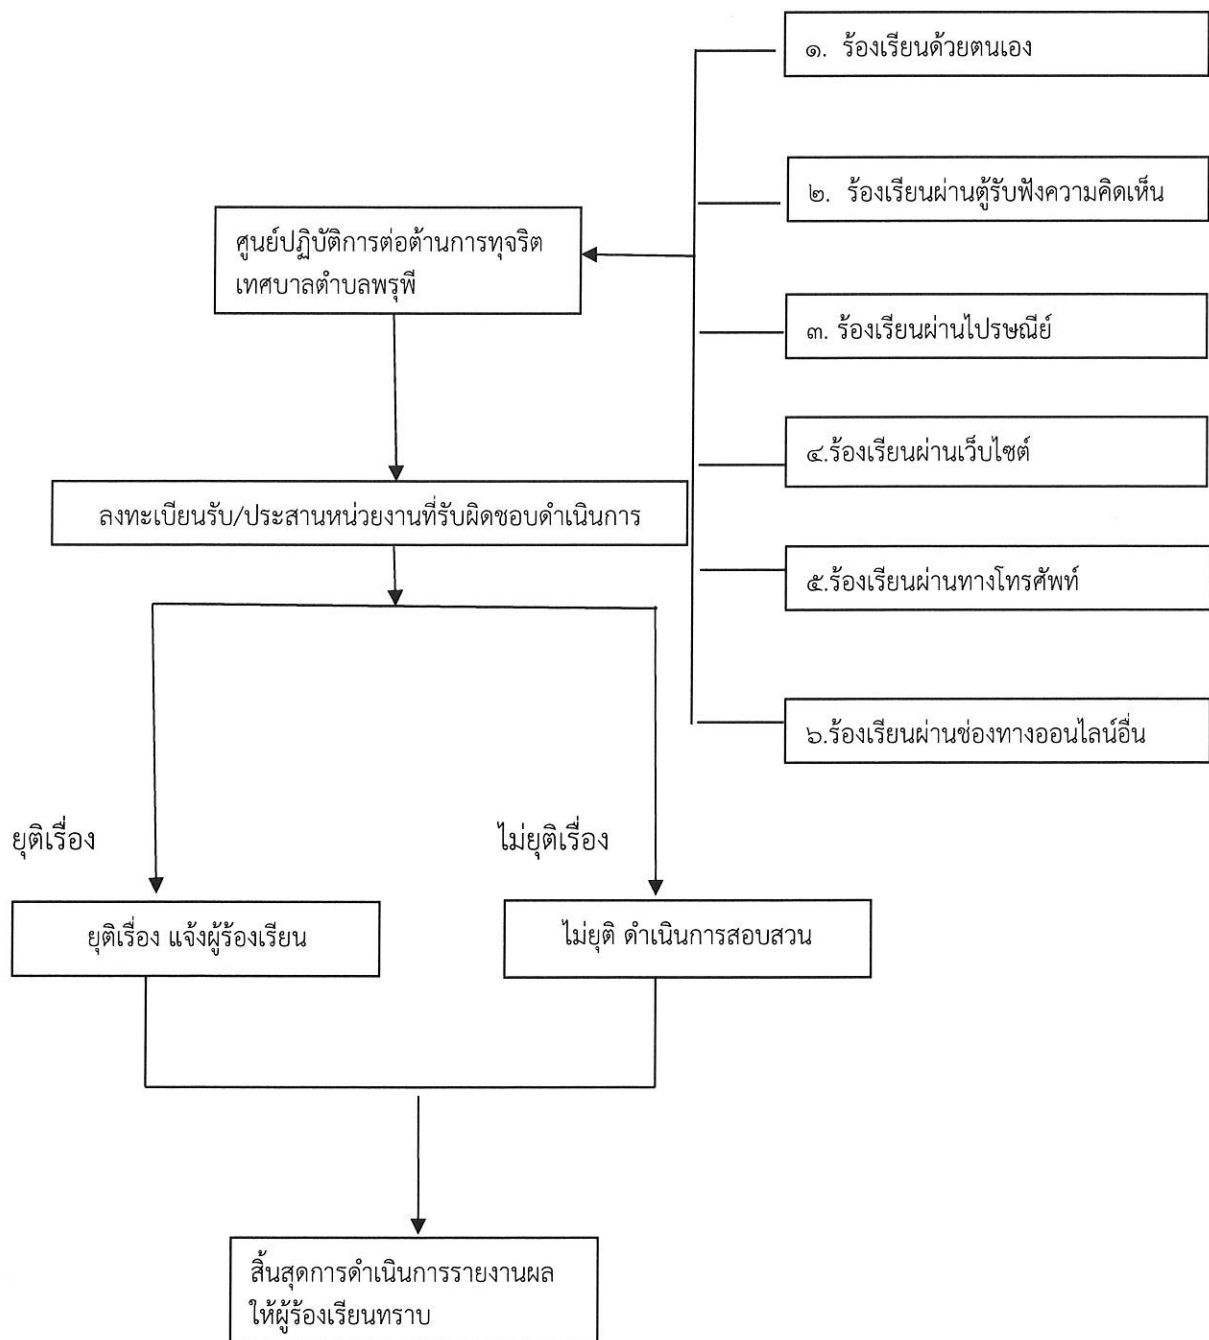 ๑. ร้องเรียนด้วยตนเอง
๒. ร้องเรียนผ่านตู้รับฟังความคิดเห็น
ศูนย์ปฏิบัติการต่อต้านการทุจริต
เทศบาลตำบลพรุพี
๓. ร้องเรียนผ่านไปรษณีย์
๔.ร้องเรียนผ่านเว็บไซต์
ลงทะเบียนรับ/ประสานหน่วยงานที่รับผิดชอบดำเนินการ
๕.ร้องเรียนผ่านทางโทรศัพท์
๖.ร้องเรียนผ่านช่องทางออนไลน์อื่น
ยุติเรื่อง
ไม่ยุติเรื่อง
ยุติเรื่อง แจ้งผู้ร้องเรียน
ไม่ยุติ ดำเนินการสอบสวน
สิ้นสุดการดำเนินการรายงานผล
ให้ผู้ร้องเรียนทราบ